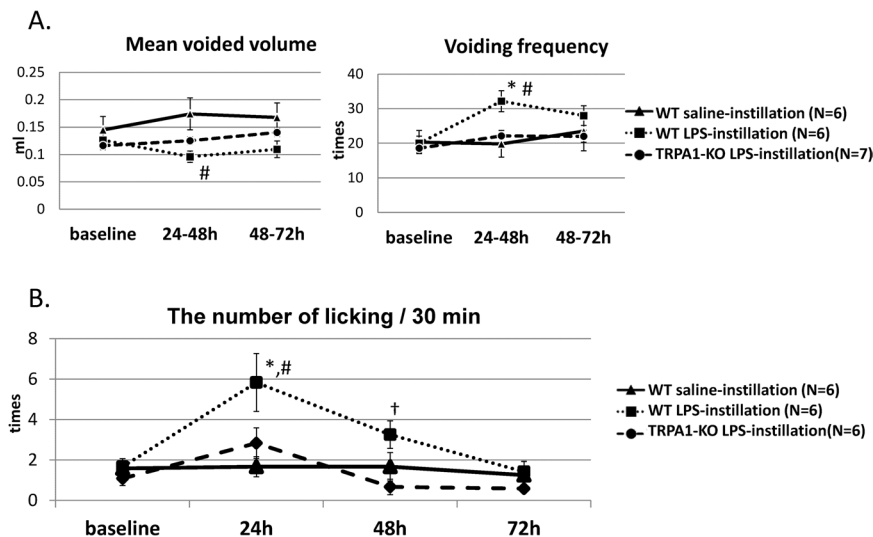 A.
Mean voided volume
0.25
0.2
0.15
0.1
0.05
0
ml
#
baseline 24-48h 48-72h
Voiding frequency
40
30
20
10
0
times
* #
baseline 24-48h 48-72h
WT saline-instillation (N=6)
WT LPS-instillation (N=6)
TRPA1-KO LPS-instillation(N=7)
B.
The number of licking / 30 min
8
6
4
2
0
times
*,#
†
baseline 24h 48h 72h
WT saline-instillation (N=6)
WT LPS-instillation (N=6)
TRPA1-KO LPS-instillation(N=6)